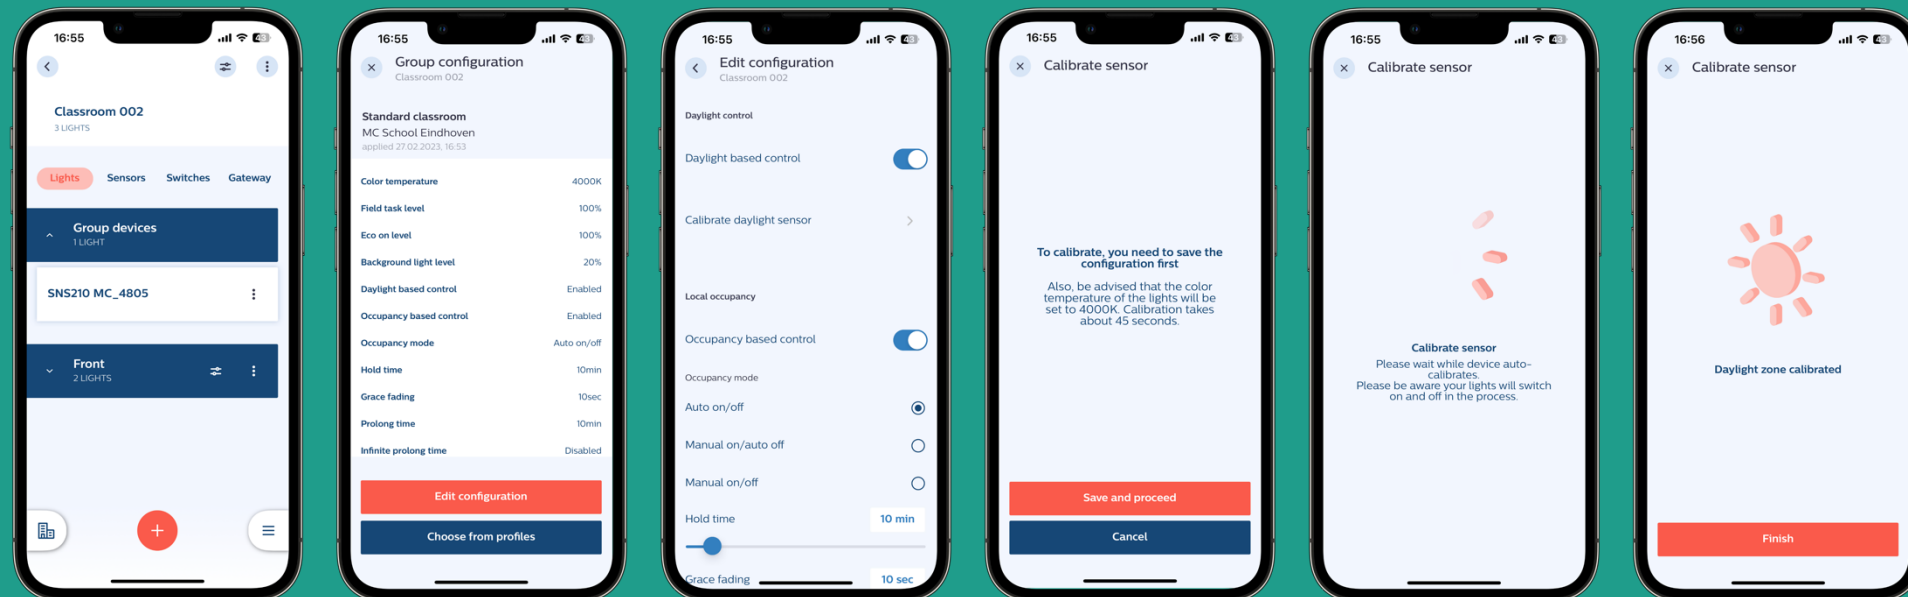 16:55
43
Classroom 002
3 LIGHTS
Lights Sensors Switches Gateway
Group devices
1 LIGHT
SNS210 MC_4805
Front
2 LIGHTS
16:55
43
Group configuration
Classroom 002
Standard classroom
MC School Eindhoven
applied 27.02.2023, 16:53
Color temperature 4000K
Field task level 100%
Eco on level 100%
Background light level 20%
Daylight based control Enabled
Occupancy based control Enabled
Occupancy mode Auto on/off
Hold time 10min
Grace fading 10sec
Prolong time 10min
Infinite prolong time Disabled
Edit configuration
Choose from profiles
16:55
43
Edit configuration
Classroom 002
Daylight control
Daylight based control
Calibrate daylight sensor
Local occupancy
Occupancy based control
Occupancy mode
Auto on/off
Manual on/auto off
Manual on/off
Hold time 10 min
Grace fading 10 sec
16:55
43
Calibrate sensor
To calibrate, you need to save the
configuration first
Also, be advised that the color
temperature of the lights will be
set to 4000K. Calibration takes
about 45 seconds.
Save and proceed
Cancel
16:55
43
Calibrate sensor
Calibrate sensor
Please wait while device auto-
calibrates.
Please be aware your lights will switch
on and off in the process.
16:56
43
Calibrate sensor
Daylight zone calibrated
Finish